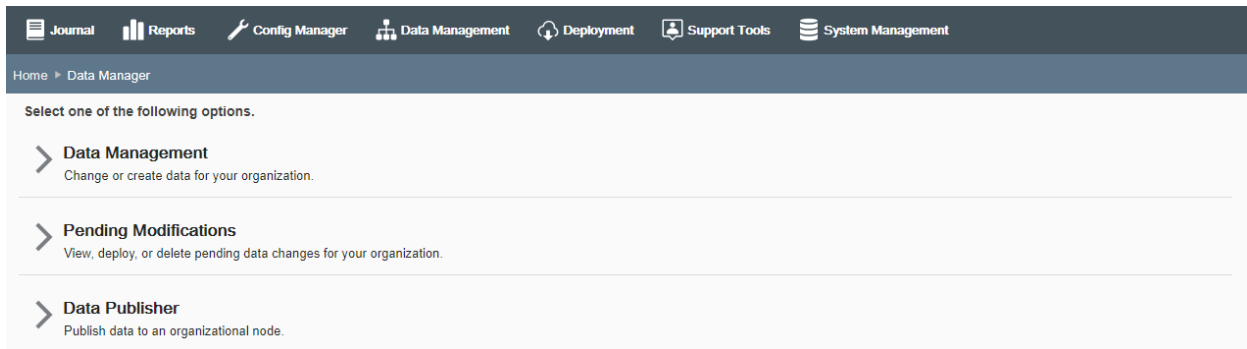 Journal Reports Config Manager Data Management Deployment Support Tools System Management
Home Data Manager
Select one of the following options.
Data Management
Change or create data for your organization.
Pending Modifications
View, deploy, or delete pending data changes for your organization.
Data Publisher
Publish data to an organizational node.